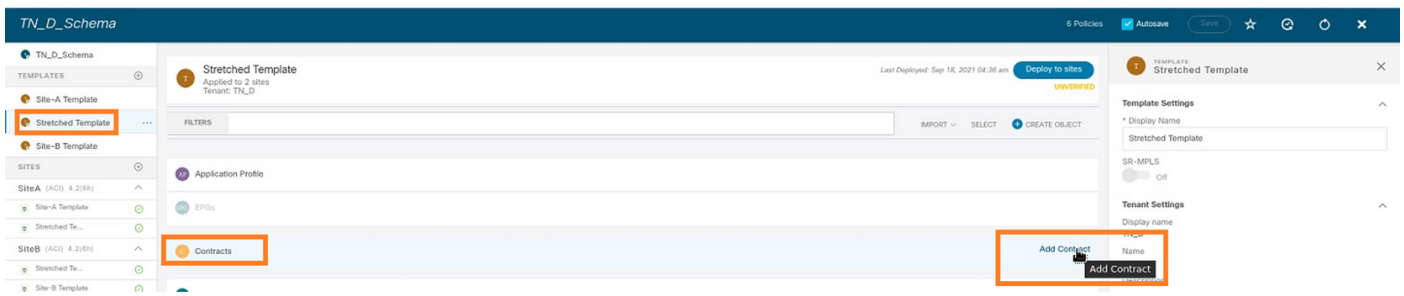 TN_D_Schema
6 Policies
Autosave
Save
TN_D_Schema
TEMPLATES
Site-A Template
Stretched Template
Site-B Template
SITES
SiteA (ACI) 4.2(6h)
Site-A Template
Stretched Te...
SiteB (ACI) 4.2(6h)
Stretched Te...
Site-B Template
T
Stretched Template
Applied to 2 sites
Tenant: TN_D
Last Deployed: Sep 18, 2021 04:36 am
Deploy to sites
UNVERIFIED
FILTERS
IMPORT
SELECT
CREATE OBJECT
AP
Application Profile
EPGs
Contracts
Add Contract
Add Contract
T
TEMPLATE
Stretched Template
Template Settings
* Display Name
Stretched Template
SR-MPLS
Off
Tenant Settings
Display name
TN_D
Name